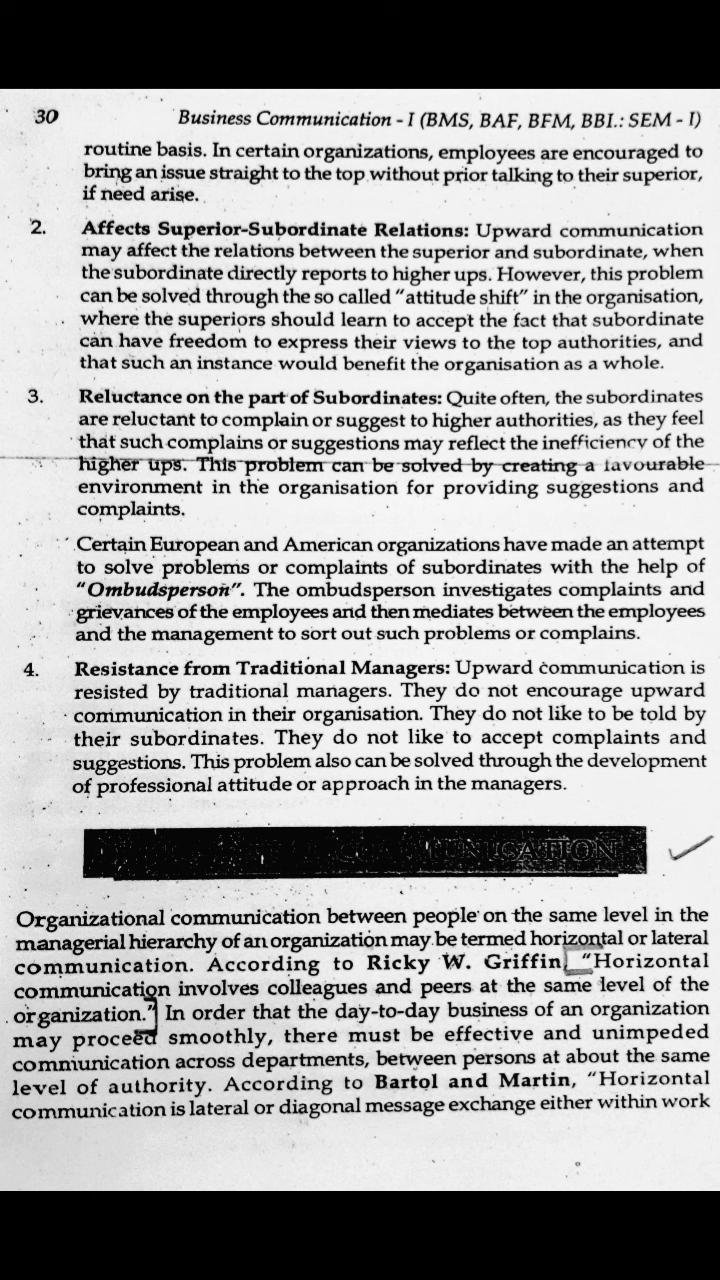 30 Business Communication - I (BMS, BAF, BFM, BBI.: SEM - I)
routine basis. In certain organizations, employees are encouraged to
bring an issue straight to the top without prior talking to their superior,
if need arise.
2. Affects Superior-Subordinate Relations: Upward communication
may affect the relations between the superior and subordinate, when
the subordinate directly reports to higher ups. However, this problem
can be solved through the so called "attitude shift" in the organisation,
where the superiors should learn to accept the fact that subordinate
can have freedom to express their views to the top authorities, and
that such an instance would benefit the organisation as a whole.
3. Reluctance on the part of Subordinates: Quite often, the subordinates
are reluctant to complain or suggest to higher authorities, as they feel
that such complains or suggestions may reflect the inefficiency of the
higher ups. This problem can be solved by creating a favourable
environment in the organisation for providing suggestions and
complaints.
Certain European and American organizations have made an attempt
to solve problems or complaints of subordinates with the help of
"Ombudsperson". The ombudsperson investigates complaints and
grievances of the employees and then mediates between the employees
and the management to sort out such problems or complains.
4. Resistance from Traditional Managers: Upward communication is
resisted by traditional managers. They do not encourage upward
communication in their organisation. They do not like to be told by
their subordinates. They do not like to accept complaints and
suggestions. This problem also can be solved through the development
of professional attitude or approach in the managers.
COMMUNICATION
Organizational communication between people on the same level in the
managerial hierarchy of an organization may be termed horizontal or lateral
communication. According to Ricky W. Griffin, "Horizontal
communication involves colleagues and peers at the same level of the
organization." In order that the day-to-day business of an organization
may proceed smoothly, there must be effective and unimpeded
communication across departments, between persons at about the same
level of authority. According to Bartol and Martin, "Horizontal
communication is lateral or diagonal message exchange either within work